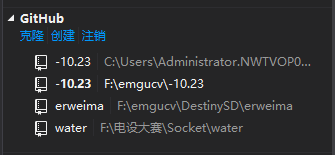 GitHub
克隆 创建 注销
-10.23 C:\Users\Administrator.NWTVOP0...
-10.23 F:\emgucv\-10.23
erweima F:\emgucv\DestinySD\erweima
water F:\电设大赛\Socket\water